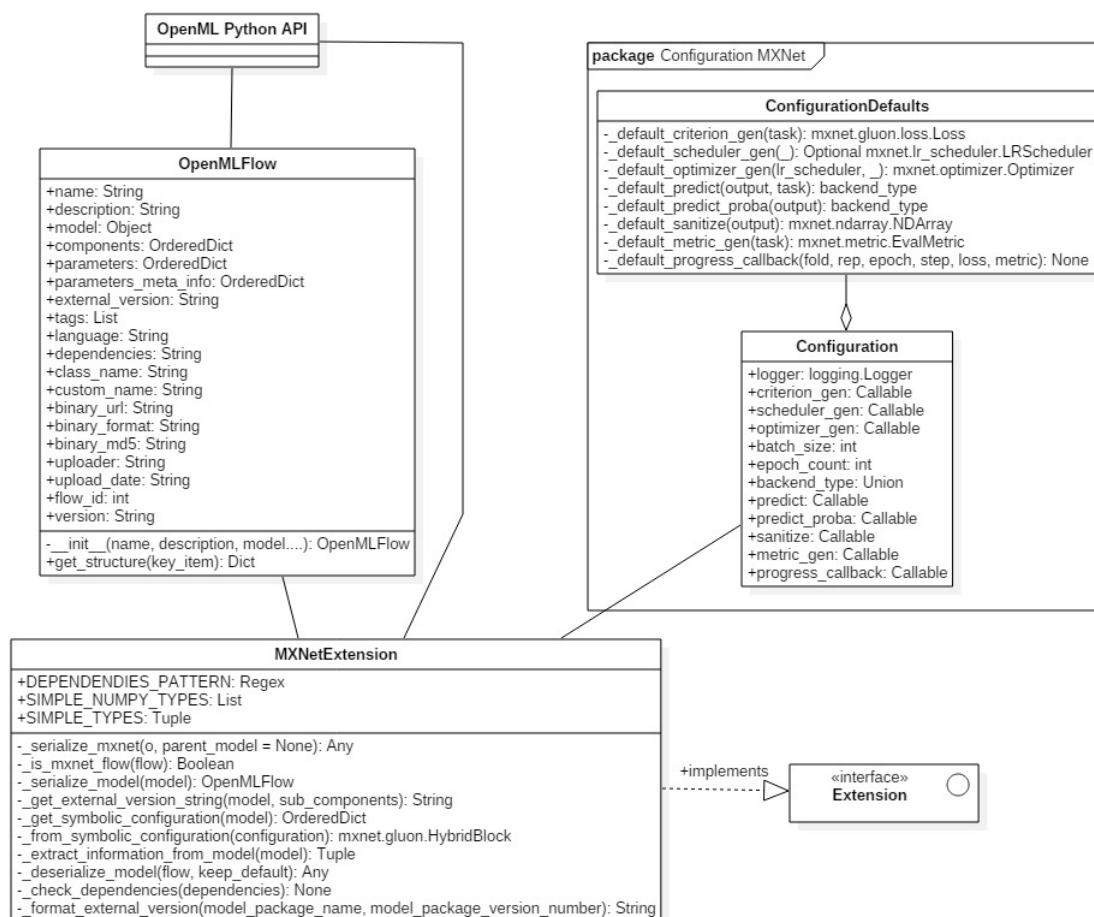 OpenML Python API
OpenMLFlow
+name: String
+description: String
+model: Object
+components: OrderedDict
+parameters: OrderedDict
+parameters_meta_info: OrderedDict
+external_version: String
+tags: List
+language: String
+dependencies: String
+class_name: String
+custom_name: String
+binary_url: String
+binary_format: String
+binary_md5: String
+uploader: String
+upload_date: String
+flow_id: int
+version: String
-__init__(name, description, model....): OpenMLFlow
+get_structure(key_item): Dict
package Configuration MXNet
ConfigurationDefaults
-_default_criterion_gen(task): mxnet.gluon.loss.Loss
-_default_scheduler_gen(_): Optional mxnet.lr_scheduler.LRScheduler
-_default_optimizer_gen(lr_scheduler, _): mxnet.optimizer.Optimizer
-_default_predict(output, task): backend_type
-_default_predict_proba(output): backend_type
-_default_sanitize(output): mxnet.ndarray.NDArray
-_default_metric_gen(task): mxnet.metric.EvalMetric
-_default_progress_callback(fold, rep, epoch, step, loss, metric): None
Configuration
+logger: logging.Logger
+criterion_gen: Callable
+scheduler_gen: Callable
+optimizer_gen: Callable
+batch_size: int
+epoch_count: int
+backend_type: Union
+predict: Callable
+predict_proba: Callable
+sanitize: Callable
+metric_gen: Callable
+progress_callback: Callable
MXNetExtension
+DEPENDENDIES_PATTERN: Regex
+SIMPLE_NUMPY_TYPES: List
+SIMPLE_TYPES: Tuple
-_serialize_mxnet(o, parent_model = None): Any
-_is_mxnet_flow(flow): Boolean
-_serialize_model(model): OpenMLFlow
-_get_external_version_string(model, sub_components): String
-_get_symbolic_configuration(model): OrderedDict
-_from_symbolic_configuration(configuration): mxnet.gluon.HybridBlock
-_extract_information_from_model(model): Tuple
-_deserialize_model(flow, keep_default): Any
-_check_dependencies(dependencies): None
-_format_external_version(model_package_name, model_package_version_number): String
+implements
«interface»
Extension